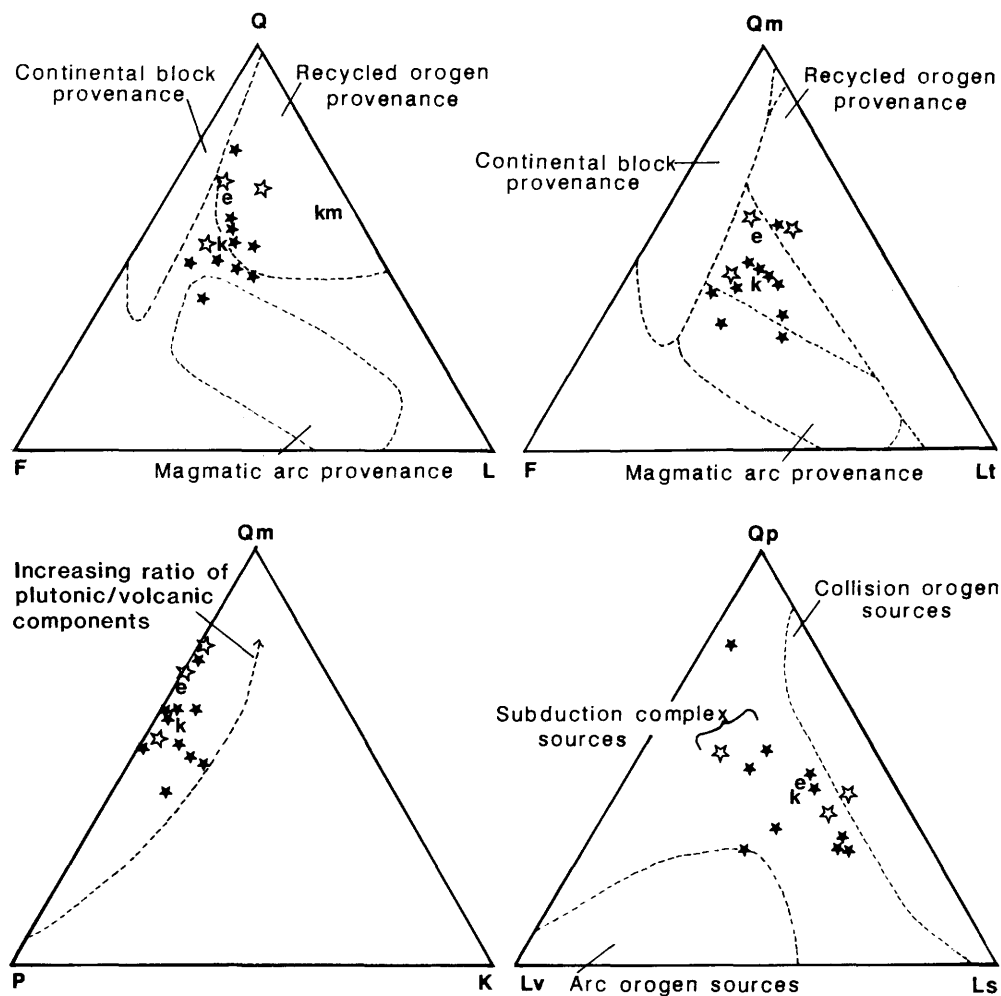 Q
Continental block
provenance
Recycled orogen
provenance
e
km
k
F
L
Magmatic arc provenance
Qm
Recycled orogen
provenance
Continental block
provenance
e
k
F
Lt
Magmatic arc provenance
Qm
Increasing ratio of
plutonic/volcanic
components
e
k
P
K
Qp
Collision orogen
sources
Subduction complex
sources
e
k
Lv
Arc orogen sources
Ls